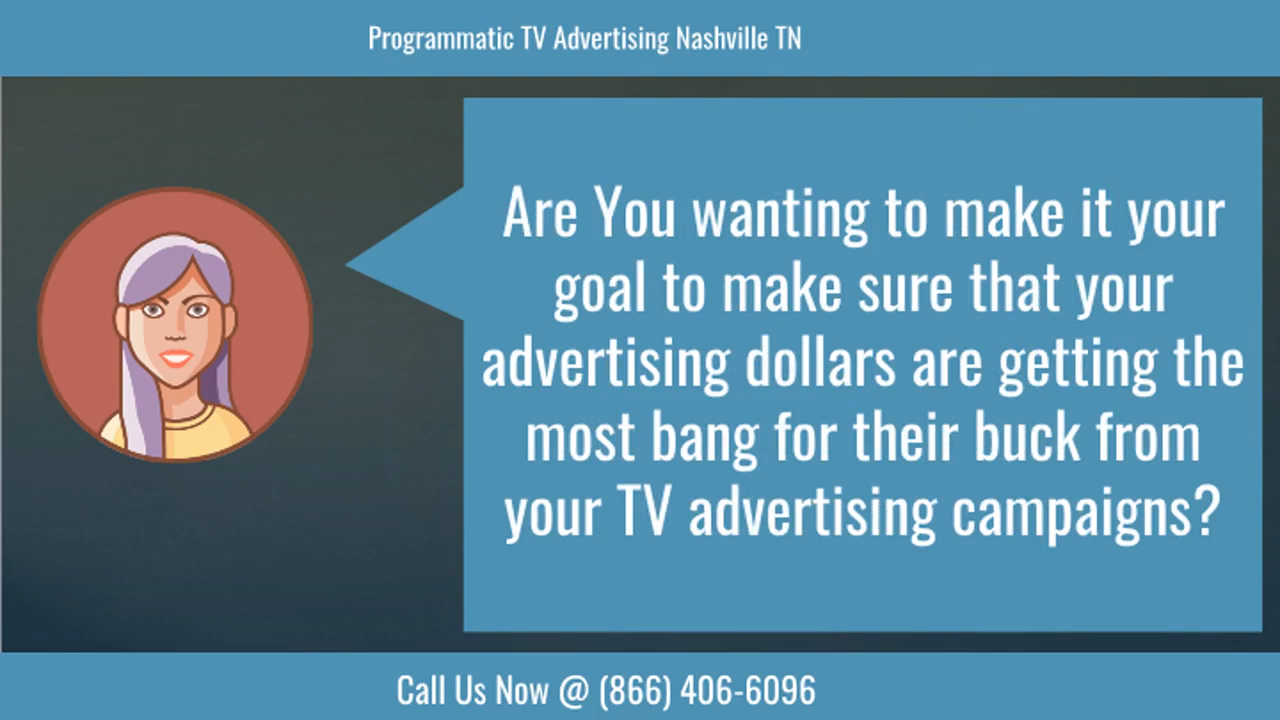 Programmatic TV Advertising Nashville TN
Are You wanting to make it your
goal to make sure that your
advertising dollars are getting the
most bang for their buck from
your TV advertising campaigns?
Call Us Now @ (866) 406-6096